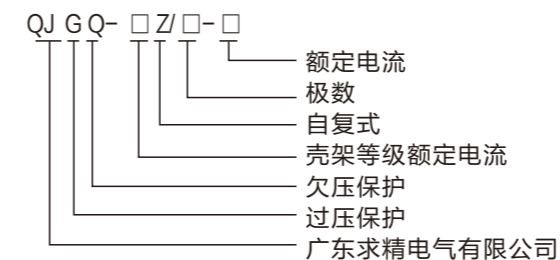 QJ G Q- □ Z/□-□
额定电流
极数
自复式
壳架等级额定电流
欠压保护
过压保护
广东求精电气有限公司